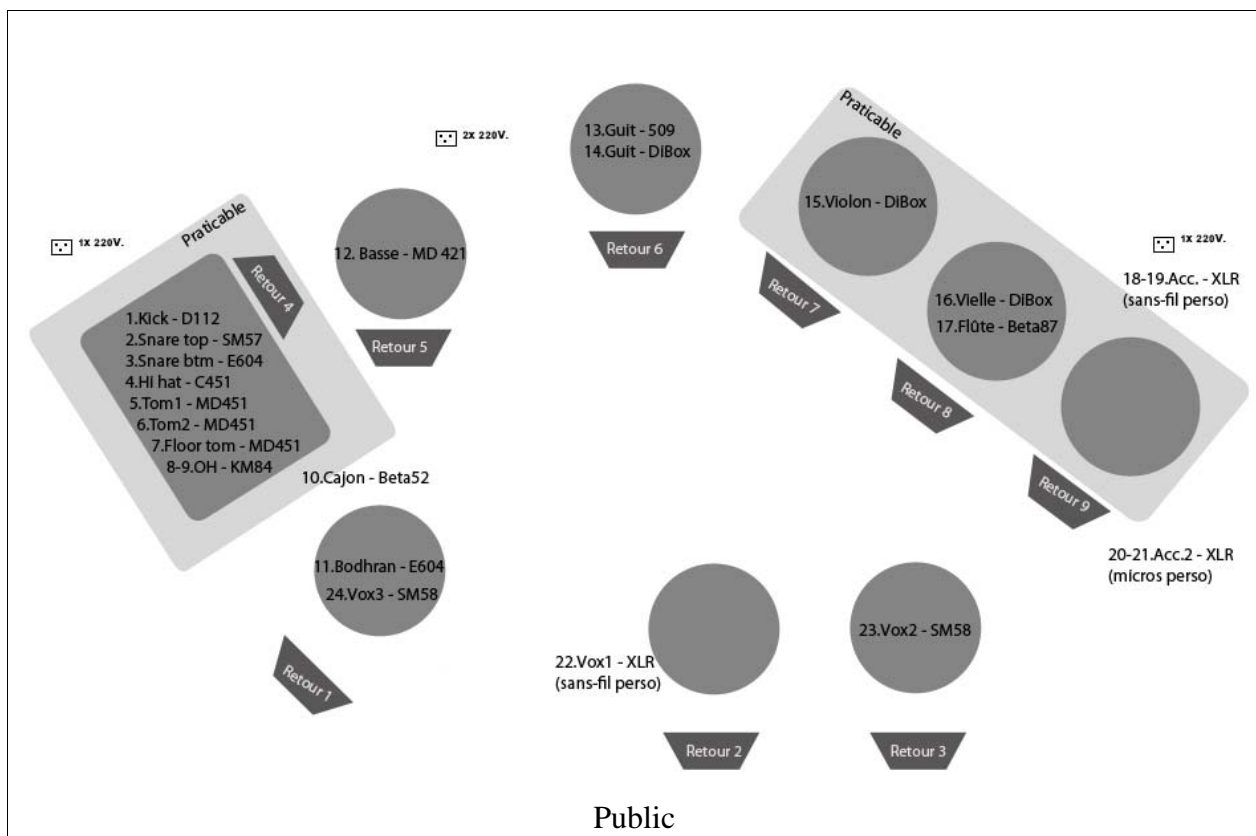 Praticable
1X 220V.
Retour 4
1.Kick - D112
2.Snare top - SM57
3.Snare btm - E604
4.Hi hat - C451
5.Tom1 - MD451
6.Tom2 - MD451
7.Floor tom - MD451
8-9.OH - KM84
2X 220V.
12. Basse - MD 421
Retour 5
13.Guit - 509
14.Guit - DiBox
Retour 6
Praticable
15.Violon - DiBox
Retour 7
16.Vielle - DiBox
17.Flûte - Beta87
Retour 8
1X 220V.
18-19.Acc. - XLR
(sans-fil perso)
Retour 9
20-21.Acc.2 - XLR
(micros perso)
10.Cajon - Beta52
11.Bodhran - E604
24.Vox3 - SM58
Retour 1
22.Vox1 - XLR
(sans-fil perso)
Retour 2
23.Vox2 - SM58
Retour 3
Public